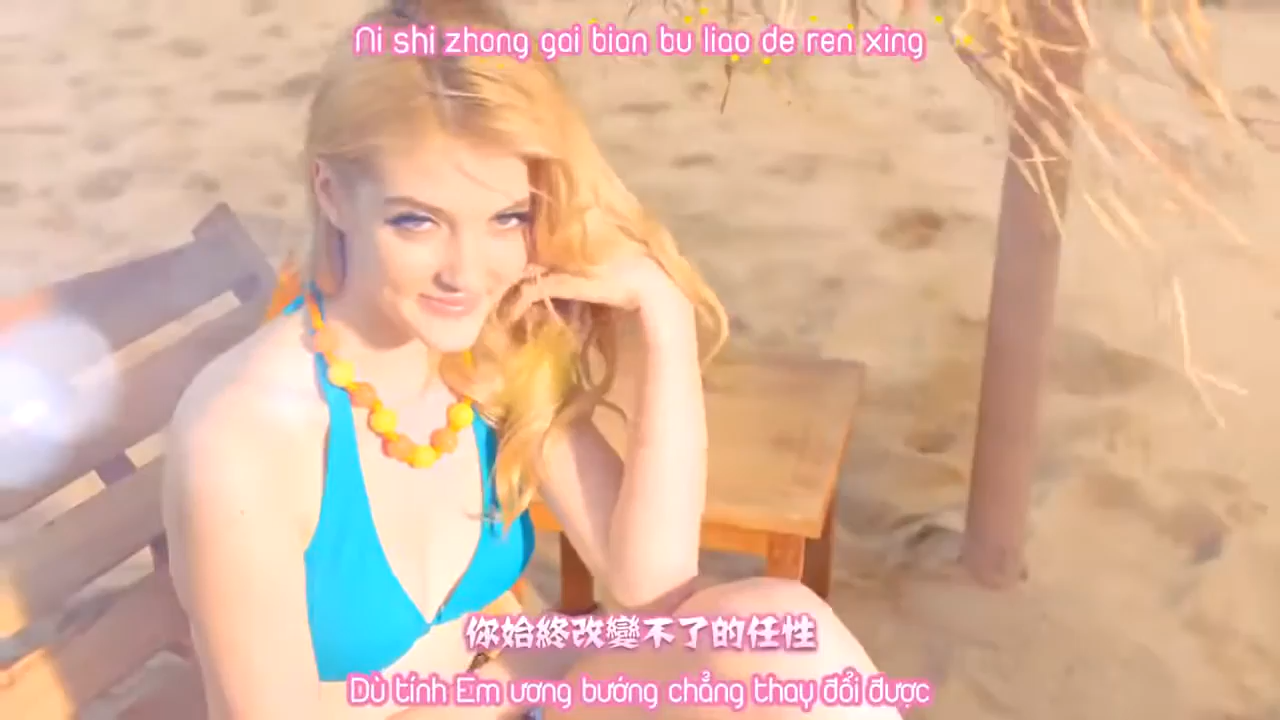 Ni shi zhong gai bian bu liao de ren xing
你始終改變不了的任性
Dù tính Em ương bướng chẳng thay đổi được